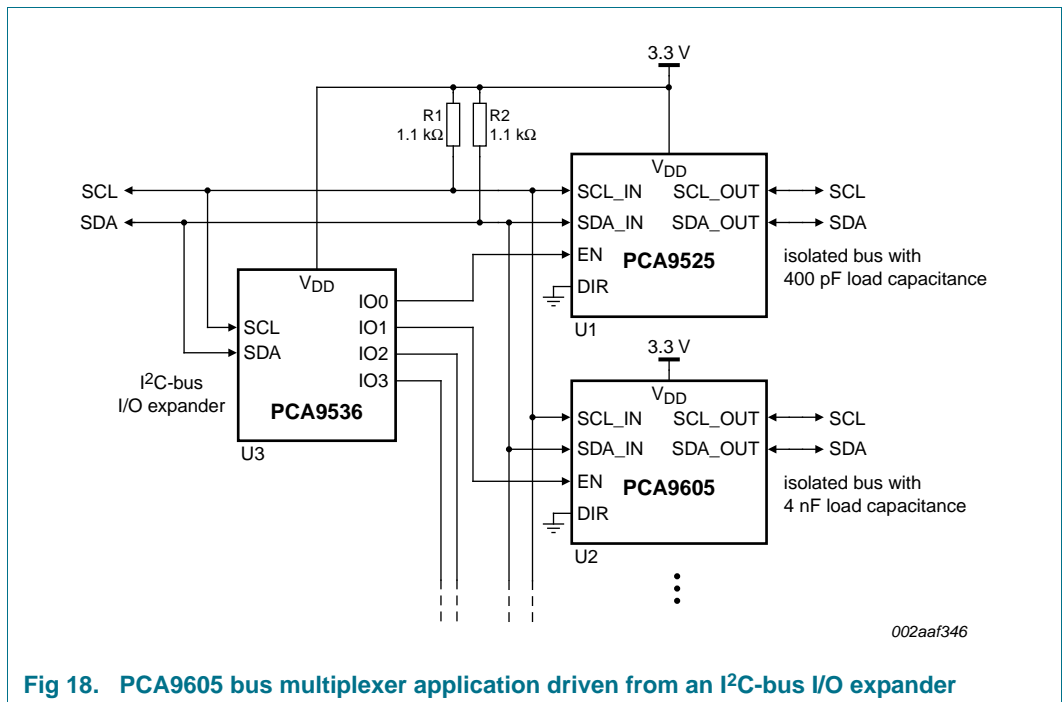 3.3 V
R1
1.1 kΩ
R2
1.1 kΩ
SCL
SDA
VDD
SCL_IN SCL_OUT
SDA_IN SDA_OUT
EN
PCA9525
DIR
U1
SCL
SDA
isolated bus with
400 pF load capacitance
VDD
IO0
IO1
IO2
IO3
SCL
SDA
PCA9536
U3
I2C-bus
I/O expander
3.3 V
VDD
SCL_IN SCL_OUT
SDA_IN SDA_OUT
EN
PCA9605
DIR
U2
SCL
SDA
isolated bus with
4 nF load capacitance
002aaf346
Fig 18. PCA9605 bus multiplexer application driven from an I2C-bus I/O expander